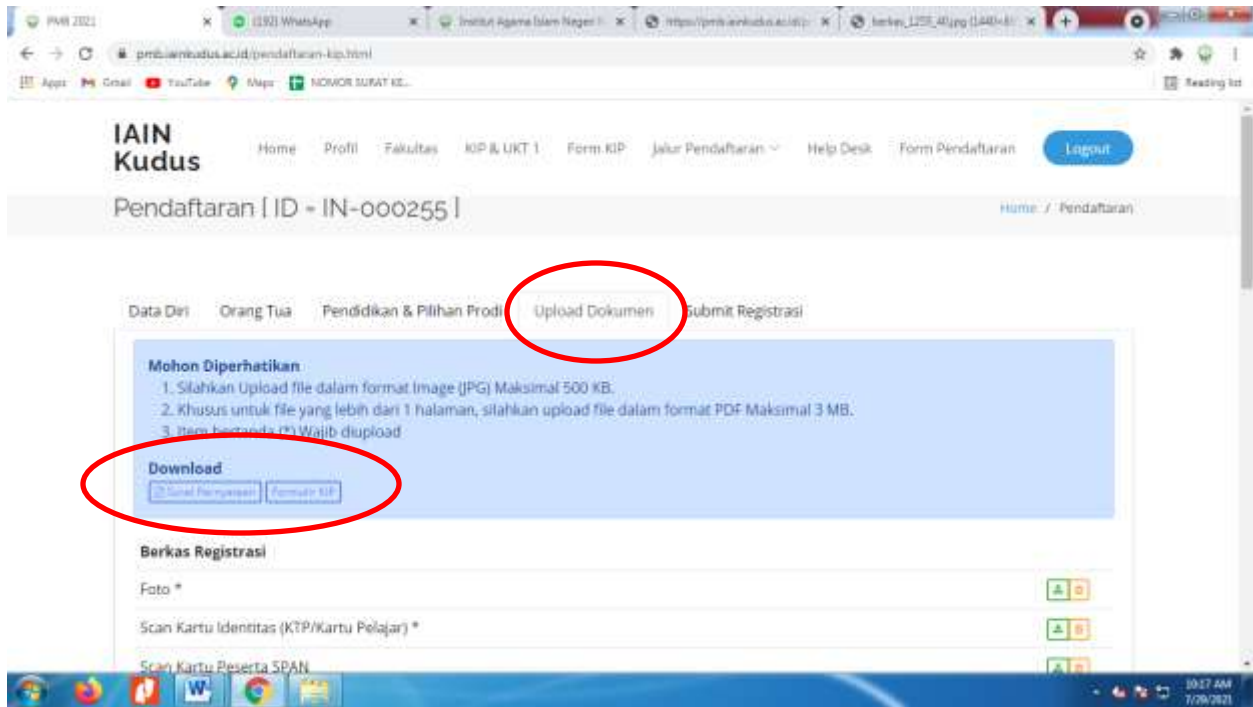 PMB 2021
(192) WhatsApp
Institut Agama Islam Negeri
berkas_1255_40.jpg
pmb.iainkudus.ac.id/pendaftaran-kip.html
Apps Gmail YouTube Maps NOMOR SURAT KE...
Reading list
IAIN
Kudus
Home Profil Fakultas KIP & UKT 1 Form KIP Jalur Pendaftaran Help Desk Form Pendaftaran Logout
Pendaftaran [ ID - IN-000255 ]
Home / Pendaftaran
Data Diri Orang Tua Pendidikan & Pilihan Prodi Upload Dokumen Submit Registrasi
Mohon Diperhatikan
1. Silahkan Upload file dalam format Image (JPG) Maksimal 500 KB.
2. Khusus untuk file yang lebih dari 1 halaman, silahkan upload file dalam format PDF Maksimal 3 MB.
3. Item bertanda (*) Wajib diupload
Download
Surat Pernyataan Formulir KIP
Berkas Registrasi
Foto *
Scan Kartu Identitas (KTP/Kartu Pelajar) *
Scan Kartu Peserta SPAN
10:17 AM
7/29/2021